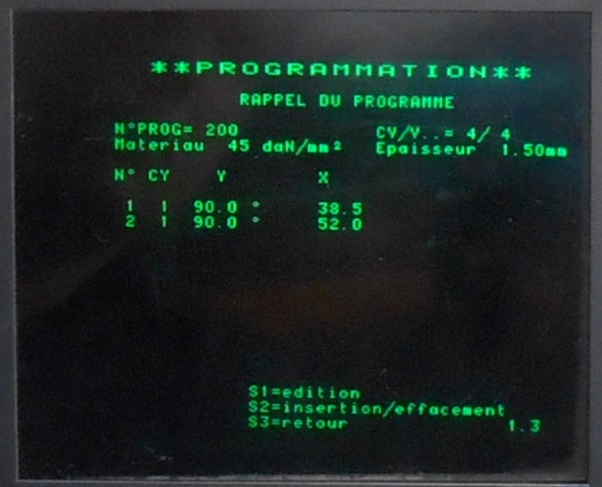 **PROGRAMMATION**
RAPPEL DU PROGRAMME
N°PROG= 200 CV/V..= 4/ 4
Materiau 45 daN/mm² Epaisseur 1.50mm
N° CY Y X
1 1 90.0 ° 38.5
2 1 90.0 ° 52.0
S1=edition
S2=insertion/effacement
S3=retour 1.3